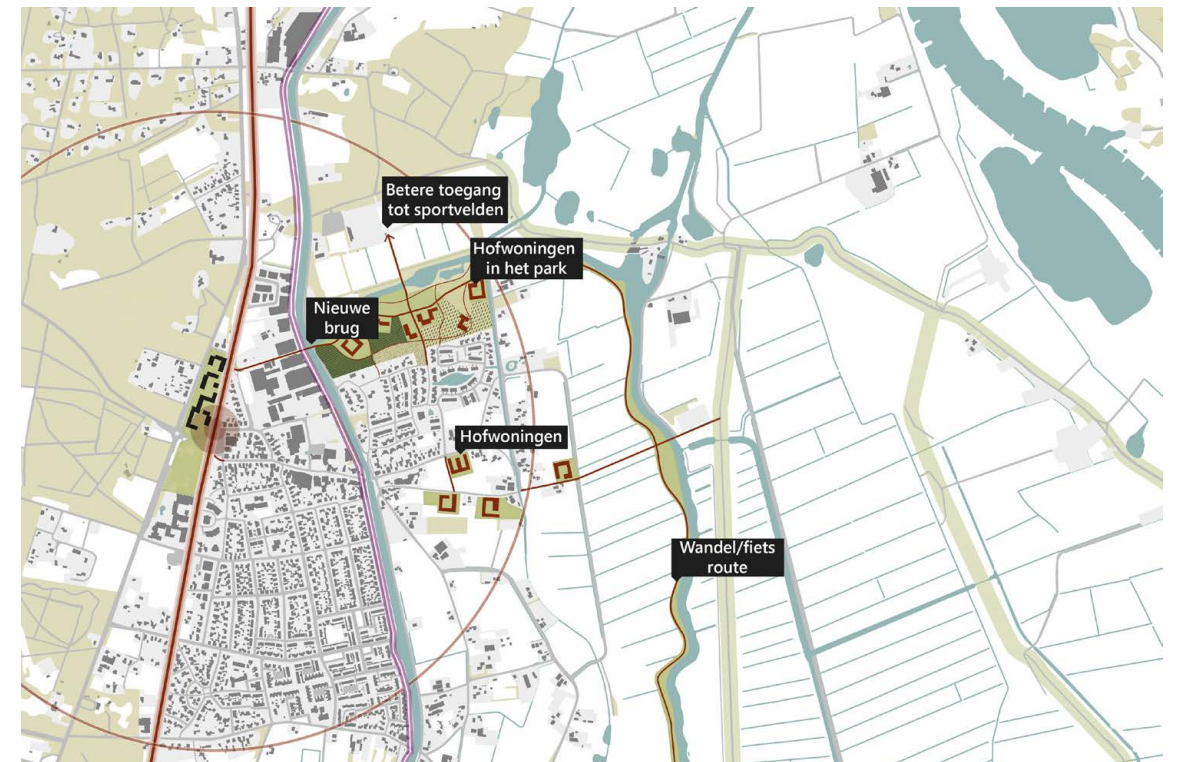 Betere toegang
tot sportvelden
Hofwoningen
in het park
Nieuwe
brug
Hofwoningen
Wandel/fiets
route